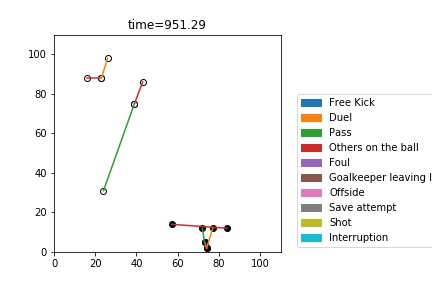 time=951.29
100
80
60
40
20
0
0 20 40 60 80 100
Free Kick
Duel
Pass
Others on the ball
Foul
Goalkeeper leaving l
Offside
Save attempt
Shot
Interruption